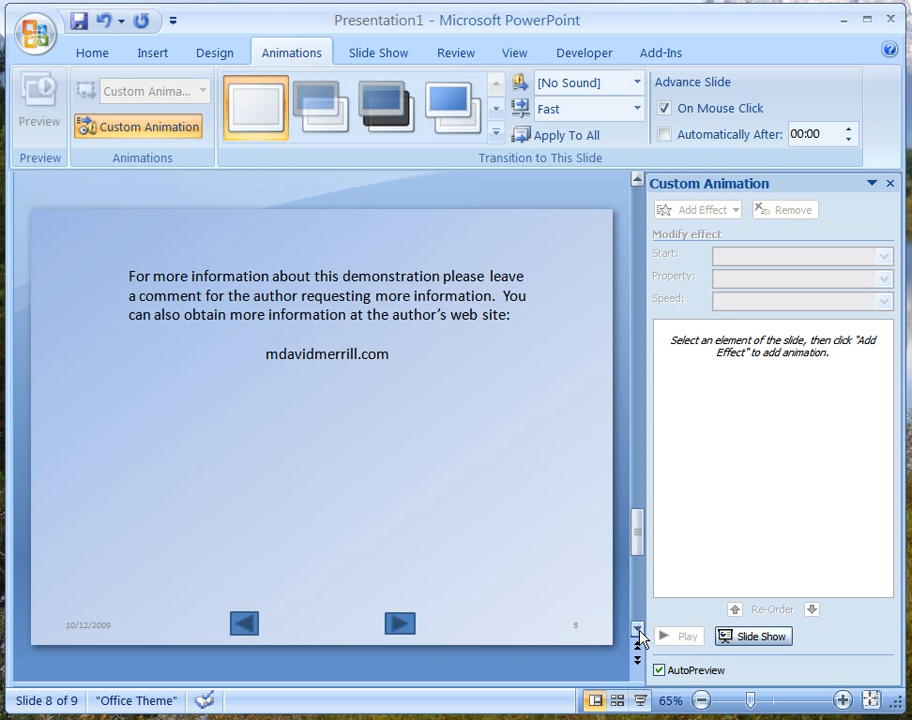 Presentation1 - Microsoft PowerPoint
Home Insert Design Animations Slide Show Review View Developer Add-Ins
Preview
Custom Anima...
Custom Animation
[No Sound]
Fast
Apply To All
Advance Slide
On Mouse Click
Automatically After: 00:00
Preview Animations Transition to This Slide
For more information about this demonstration please leave
a comment for the author requesting more information. You
can also obtain more information at the author's web site:
mdavidmerrill.com
10/12/2009
8
Custom Animation
Add Effect Remove
Modify effect
Start:
Property:
Speed:
Select an element of the slide, then click "Add
Effect" to add animation.
Re-Order
Play Slide Show
AutoPreview
Slide 8 of 9 "Office Theme" 65%